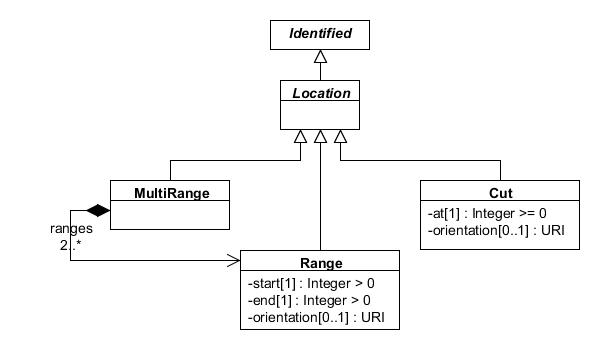 Identified
Location
MultiRange
Cut
-at[1] : Integer >= 0
-orientation[0..1] : URI
ranges
2..*
Range
-start[1] : Integer > 0
-end[1] : Integer > 0
-orientation[0..1] : URI